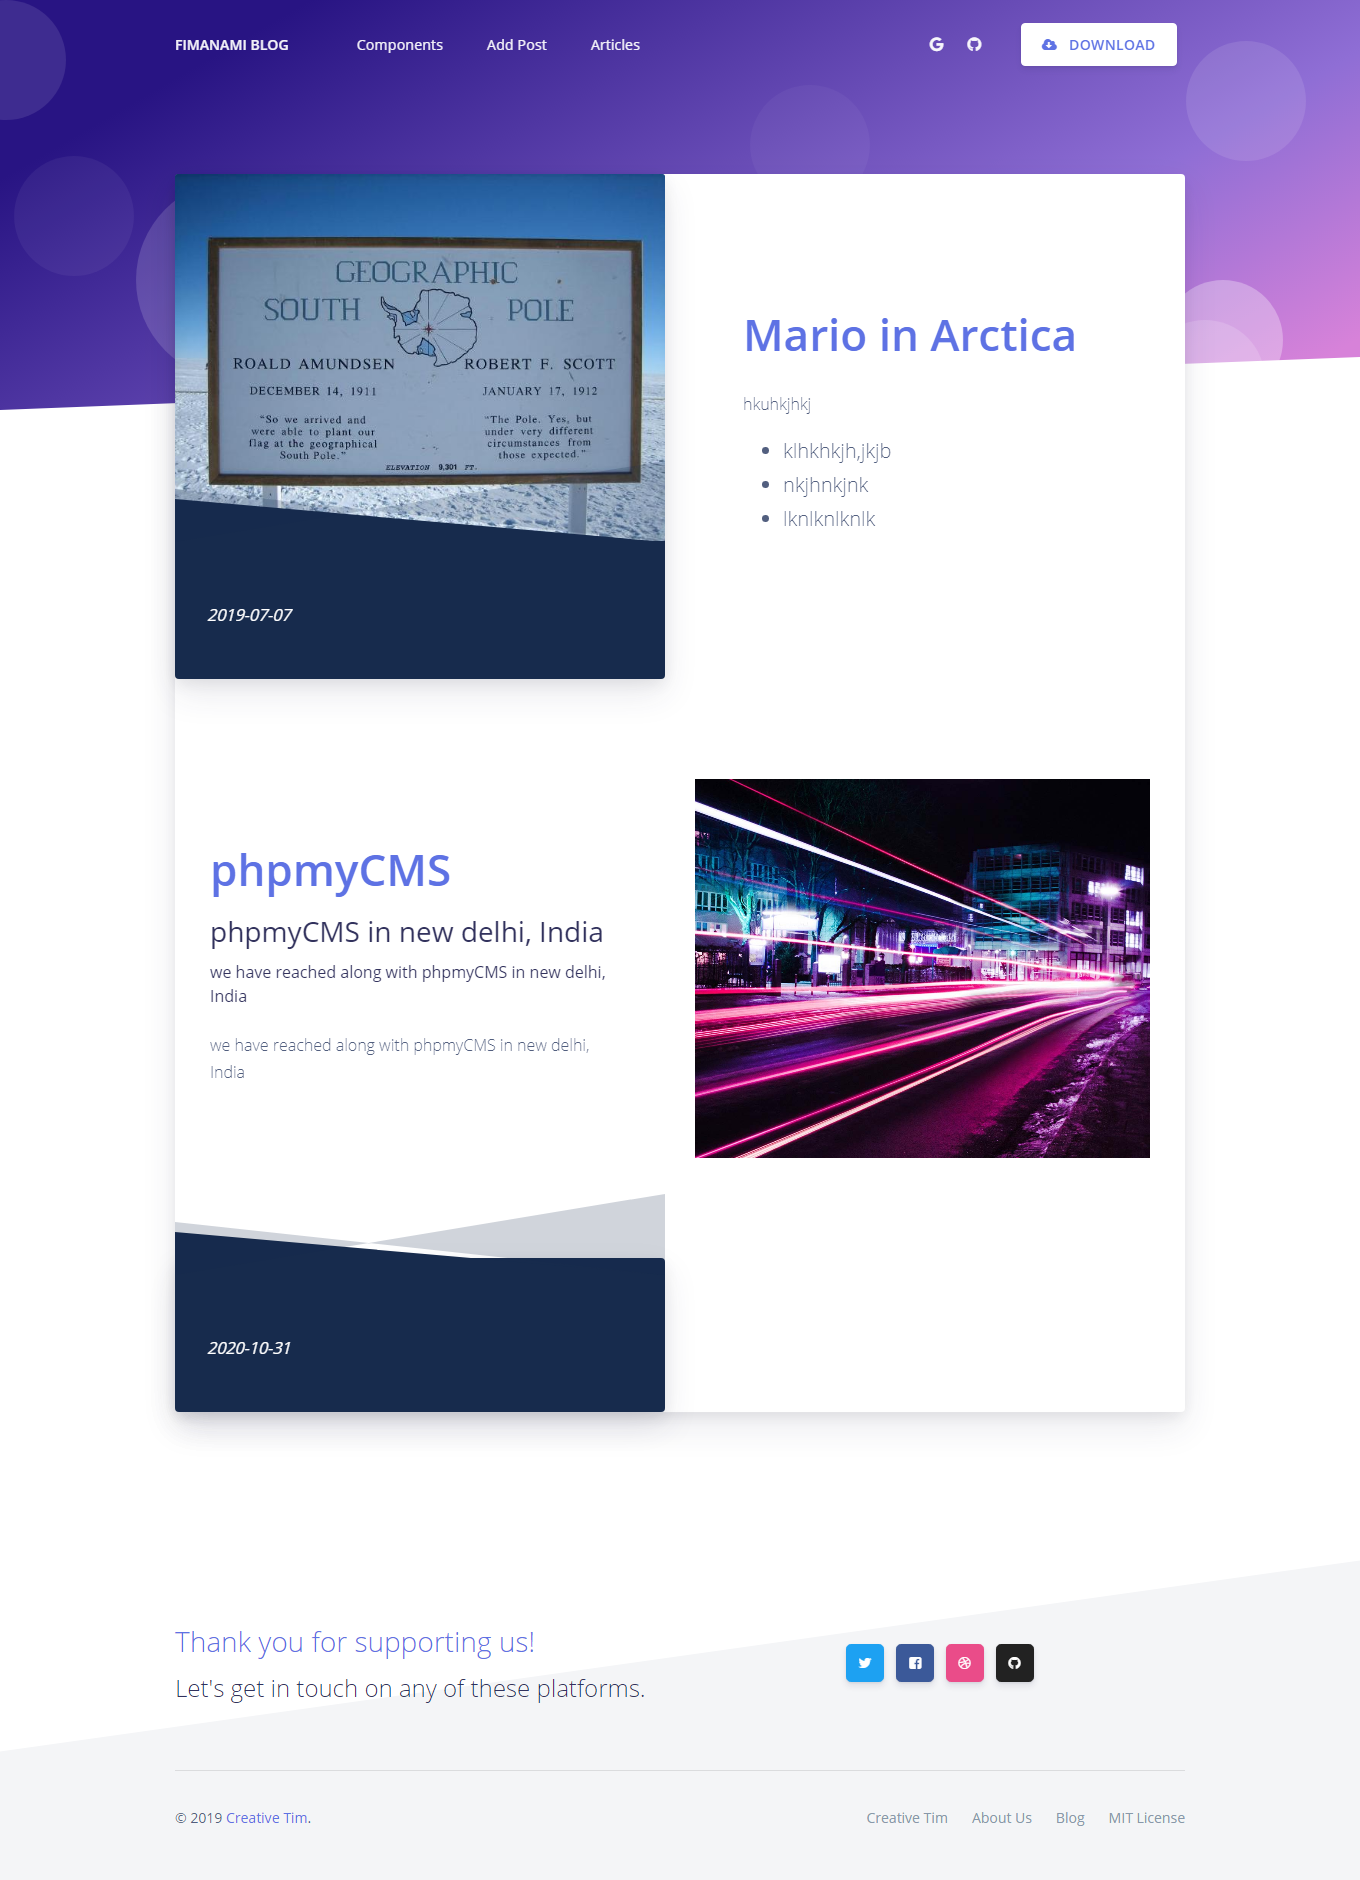 FIMANAMI BLOG
Components
Add Post
Articles
DOWNLOAD
GEOGRAPHIC
SOUTH POLE
ROALD AMUNDSEN
DECEMBER 14, 1911
“So we arrived and
were able to plant our
flag at the geographical
South Pole.”
ROBERT F. SCOTT
JANUARY 17, 1912
“The Pole. Yes, but
under very different
circumstances from
those expected.”
ELEVATION 9,301 FT.
2019-07-07
Mario in Arctica
hkuhkjhkj
klhkhkjh,jkjb
nkjhnkjnk
lknlknlknlk
phpmyCMS
phpmyCMS in new delhi, India
we have reached along with phpmyCMS in new delhi,
India
we have reached along with phpmyCMS in new delhi,
India
2020-10-31
Thank you for supporting us!
Let's get in touch on any of these platforms.
© 2019 Creative Tim.
Creative Tim
About Us
Blog
MIT License